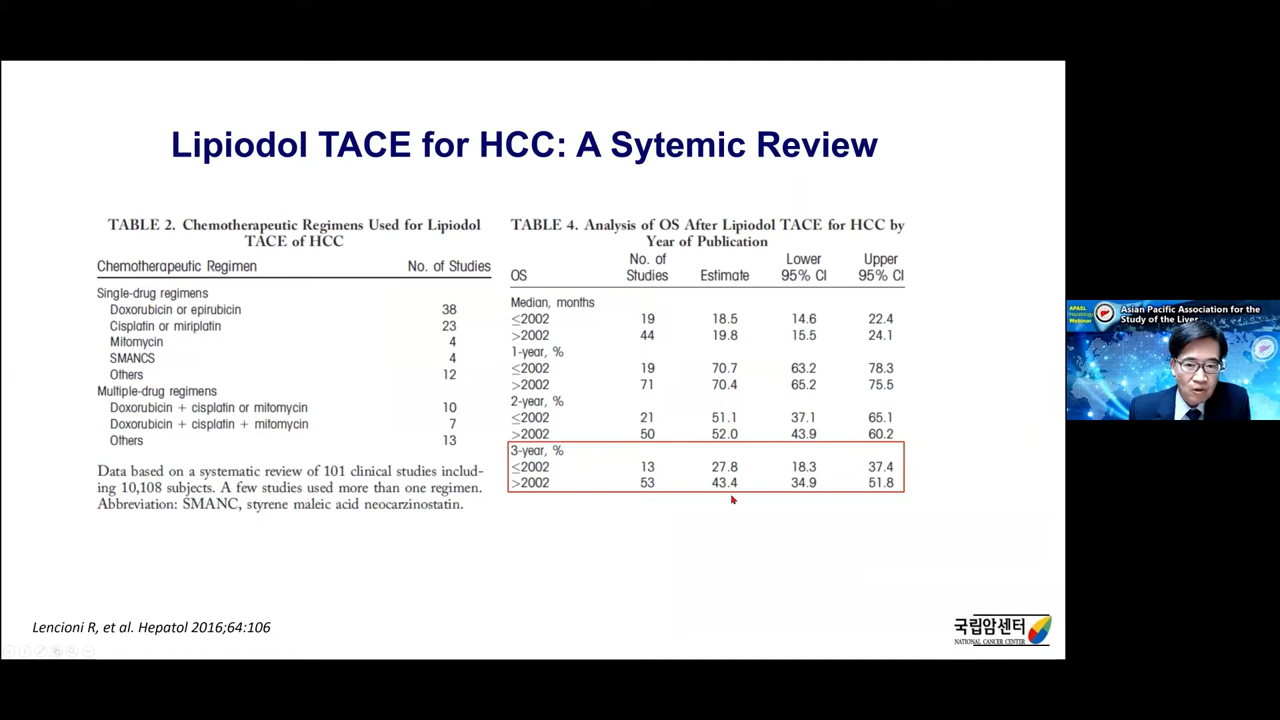 Lipiodol TACE for HCC: A Sytemic Review
TABLE 2. Chemotherapeutic Regimens Used for Lipiodol
TACE of HCC
Chemotherapeutic Regimen No. of Studies
Single-drug regimens
Doxorubicin or epirubicin 38
Cisplatin or miriplatin 23
Mitomycin 4
SMANCS 4
Others 12
Multiple-drug regimens
Doxorubicin + cisplatin or mitomycin 10
Doxorubicin + cisplatin + mitomycin 7
Others 13
Data based on a systematic review of 101 clinical studies includ-
ing 10,108 subjects. A few studies used more than one regimen.
Abbreviation: SMANC, styrene maleic acid neocarzinostatin.
TABLE 4. Analysis of OS After Lipiodol TACE for HCC by
Year of Publication
No. of Lower Upper
OS Studies Estimate 95% CI 95% CI
Median, months
≤2002 19 18.5 14.6 22.4
>2002 44 19.8 15.5 24.1
1-year, %
≤2002 19 70.7 63.2 78.3
>2002 71 70.4 65.2 75.5
2-year, %
≤2002 21 51.1 37.1 65.1
>2002 50 52.0 43.9 60.2
3-year, %
≤2002 13 27.8 18.3 37.4
>2002 53 43.4 34.9 51.8
Lencioni R, et al. Hepatol 2016;64:106
국립암센터
NATIONAL CANCER CENTER
APASL
Hepatology
Webinar
Asian Pacific Association for the
Study of the Liver